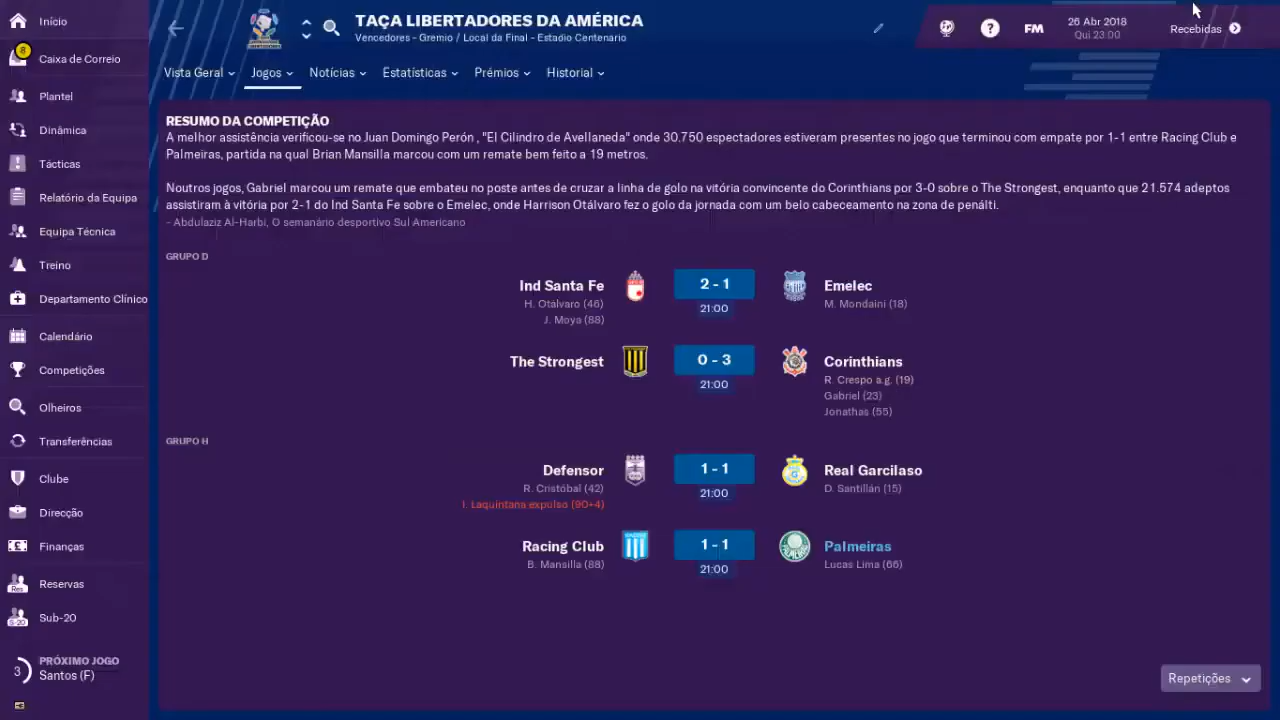 Início
8
Caixa de Correio
Plantel
Dinâmica
Tácticas
Relatório da Equipa
Equipa Técnica
Treino
Departamento Clínico
Calendário
Competições
Olheiros
Transferências
Clube
Direcção
Finanças
Res
Reservas
S-20
Sub-20
3
PRÓXIMO JOGO
Santos (F)
TAÇA LIBERTADORES DA AMÉRICA
Vencedores - Gremio / Local da Final - Estadio Centenario
?
FM
26 Abr 2018
Qui 23:00
Recebidas
Vista Geral
Jogos
Notícias
Estatísticas
Prémios
Historial
RESUMO DA COMPETIÇÃO
A melhor assistência verificou-se no Juan Domingo Perón , "El Cilindro de Avellaneda" onde 30.750 espectadores estiveram presentes no jogo que terminou com empate por 1-1 entre Racing Club e
Palmeiras, partida na qual Brian Mansilla marcou com um remate bem feito a 19 metros.
Noutros jogos, Gabriel marcou um remate que embateu no poste antes de cruzar a linha de golo na vitória convincente do Corinthians por 3-0 sobre o The Strongest, enquanto que 21.574 adeptos
assistiram à vitória por 2-1 do Ind Santa Fe sobre o Emelec, onde Harrison Otálvaro fez o golo da jornada com um belo cabeceamento na zona de penálti.
- Abdulaziz Al-Harbi, O semanário desportivo Sul Americano
GRUPO D
Ind Santa Fe 2 - 1 Emelec
H. Otálvaro (46) 21:00 M. Mondaini (18)
J. Moya (88)
The Strongest 0 - 3 Corinthians
21:00 R. Crespo a.g. (19)
Gabriel (23)
Jonathas (55)
GRUPO H
Defensor 1 - 1 Real Garcilaso
R. Cristóbal (42) 21:00 D. Santillán (15)
I. Laquintana expulso (90+4)
Racing Club 1 - 1 Palmeiras
B. Mansilla (88) 21:00 Lucas Lima (66)
Repetições